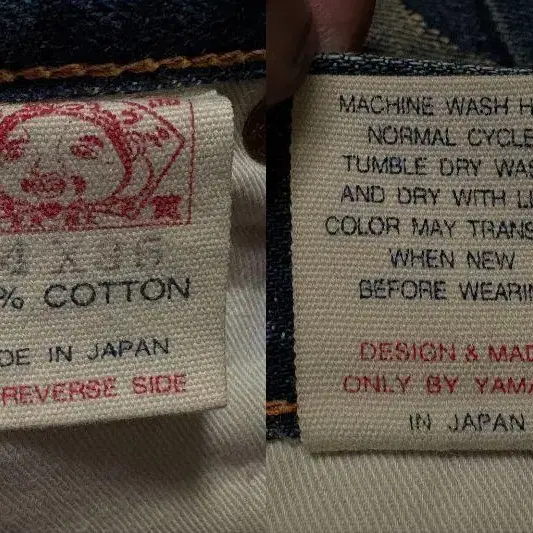 % COTTON
DE IN JAPAN
REVERSE SIDE
MACHINE WASH H
NORMAL CYCLE
TUMBLE DRY WAS
AND DRY WITH L
COLOR MAY TRANS
WHEN NEW
BEFORE WEARIN
DESIGN & MAD
ONLY BY YAMA
IN JAPAN